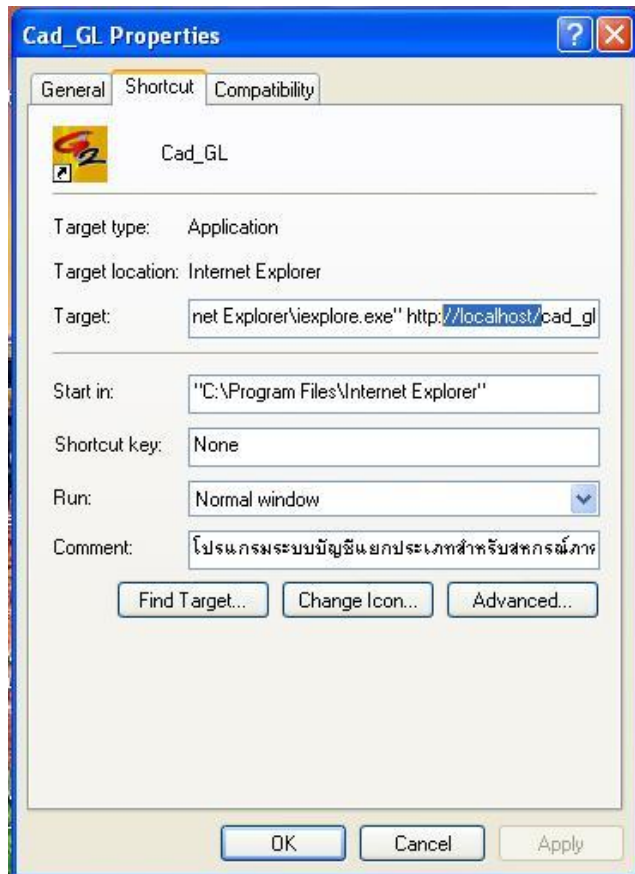 Cad_GL Properties
General Shortcut Compatibility
G2
Cad_GL
Target type: Application
Target location: Internet Explorer
Target: net Explorer\iexplore.exe" http://localhost/cad_gl
Start in: "C:\Program Files\Internet Explorer"
Shortcut key: None
Run: Normal window
Comment: โปรแกรมระบบบัญชีแยกประเภทสำหรับสหกรณ์ภาค
Find Target... Change Icon... Advanced...
OK Cancel Apply